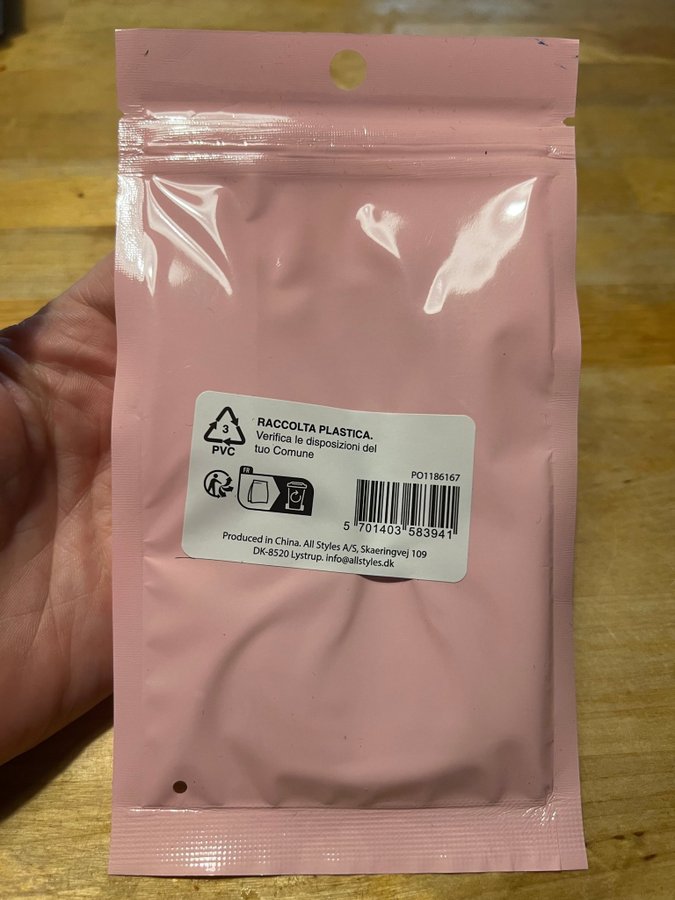 3
PVC
RACCOLTA PLASTICA.
Verifica le disposizioni del
tuo Comune
FR
PO1186167
5 701403 583941
Produced in China. All Styles A/S, Skaeringvej 109
DK-8520 Lystrup. info@allstyles.dk